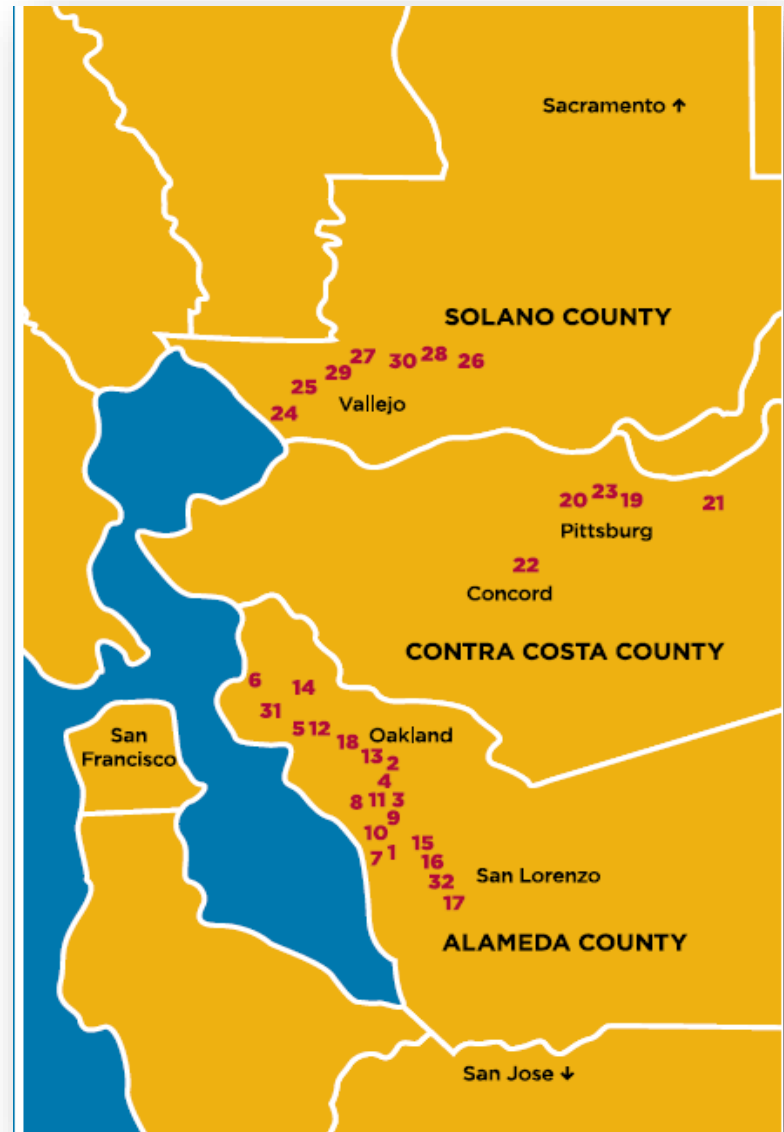 Sacramento ↑
SOLANO COUNTY
27
30
28
26
29
25
24
Vallejo
20
23
19
21
Pittsburg
22
Concord
CONTRA COSTA COUNTY
6
14
31
5
12
18
Oakland
San
Francisco
13
2
4
8
11
3
9
10
15
7
1
16
32
San Lorenzo
17
ALAMEDA COUNTY
San Jose ↓